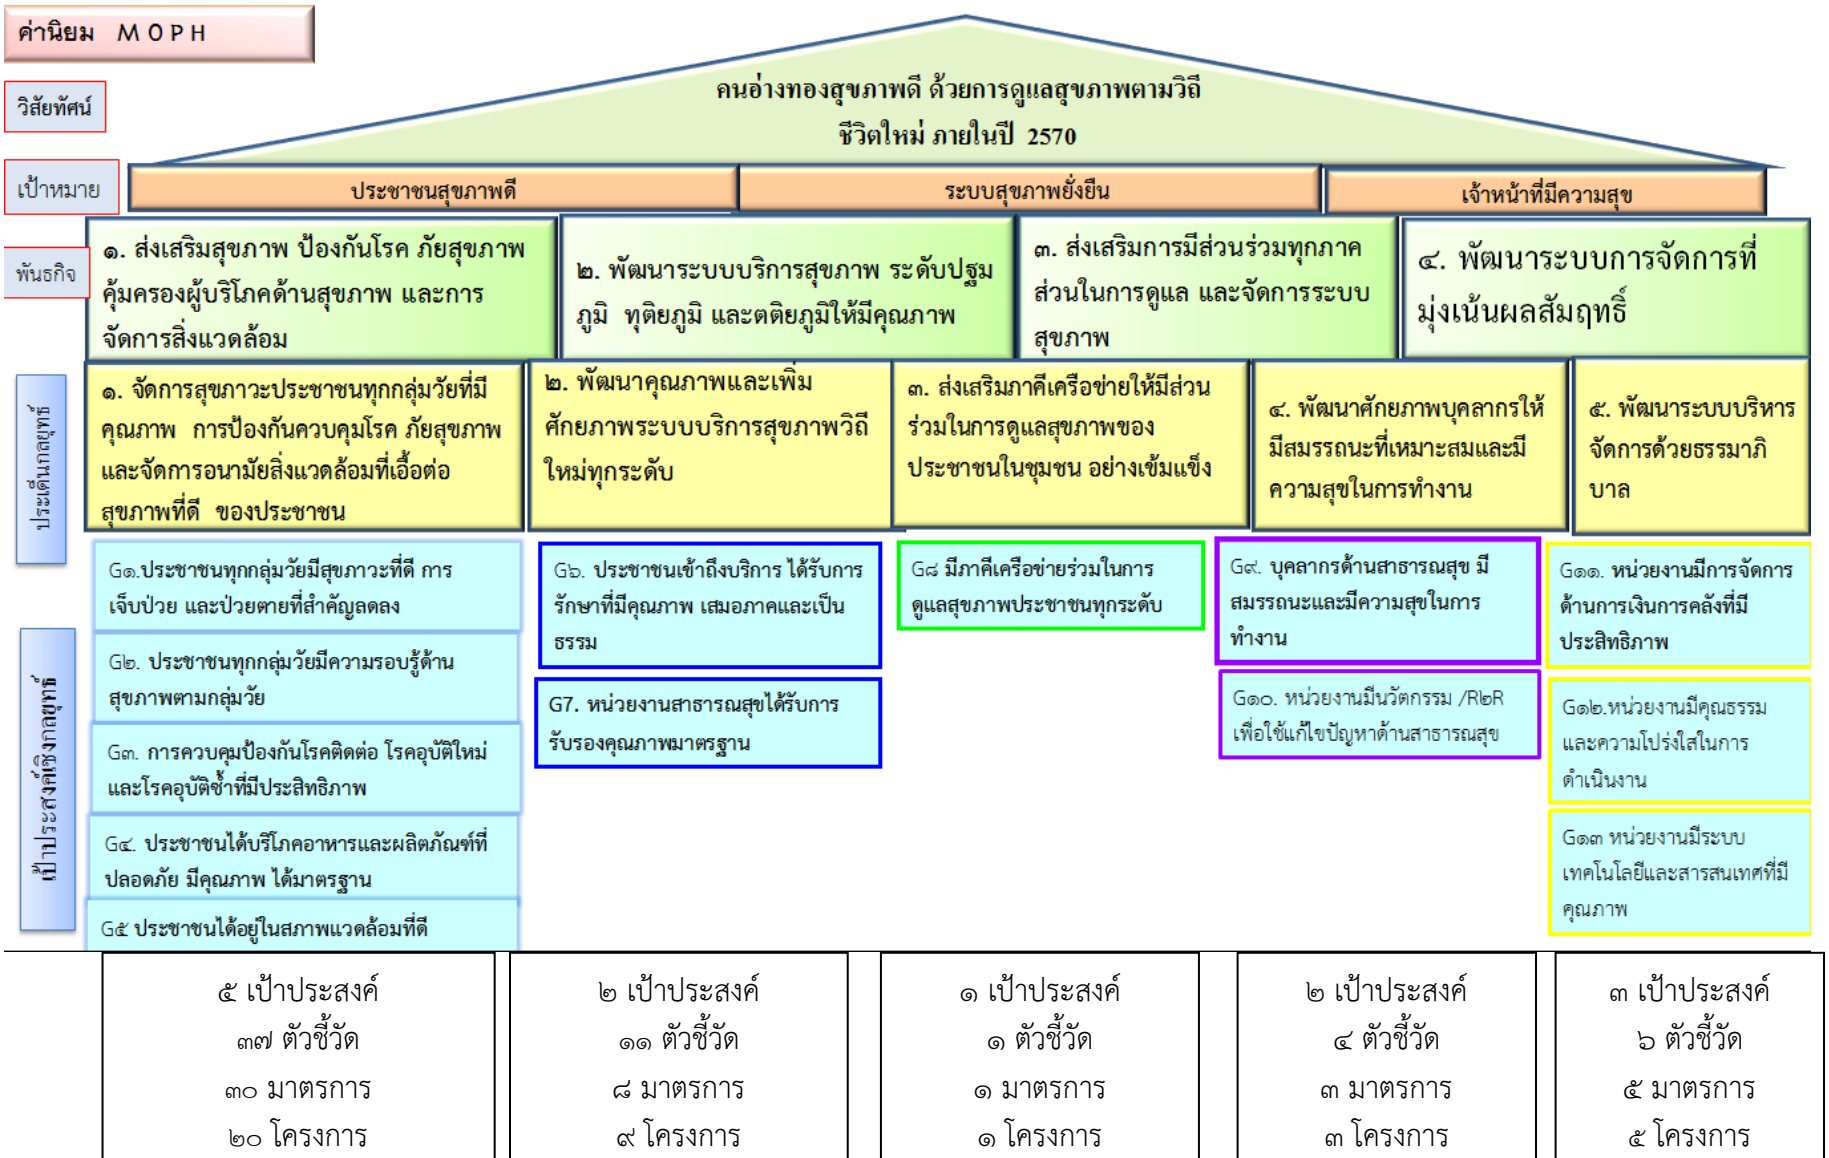 ค่านิยม MOPH
วิสัยทัศน์
คนอ่างทองสุขภาพดี ด้วยการดูแลสุขภาพตามวิถี
ชีวิตใหม่ ภายในปี 2570
เป้าหมาย
ประชาชนสุขภาพดี
ระบบสุขภาพยั่งยืน
เจ้าหน้าที่มีความสุข
พันธกิจ
๑. ส่งเสริมสุขภาพ ป้องกันโรค ภัยสุขภาพ
คุ้มครองผู้บริโภคด้านสุขภาพ และการ
จัดการสิ่งแวดล้อม
๒. พัฒนาระบบบริการสุขภาพ ระดับปฐม
ภูมิ ทุติยภูมิ และตติยภูมิให้มีคุณภาพ
๓. ส่งเสริมการมีส่วนร่วมทุกภาค
ส่วนในการดูแล และจัดการระบบ
สุขภาพ
๔. พัฒนาระบบการจัดการที่
มุ่งเน้นผลสัมฤทธิ์
ประเด็นกลยุทธ์
๑. จัดการสุขภาวะประชาชนทุกกลุ่มวัยที่มี
คุณภาพ การป้องกันควบคุมโรค ภัยสุขภาพ
และจัดการอนามัยสิ่งแวดล้อมที่เอื้อต่อ
สุขภาพที่ดี ของประชาชน
๒. พัฒนาคุณภาพและเพิ่ม
ศักยภาพระบบบริการสุขภาพวิถี
ใหม่ทุกระดับ
๓. ส่งเสริมภาคีเครือข่ายให้มีส่วน
ร่วมในการดูแลสุขภาพของ
ประชาชนในชุมชน อย่างเข้มแข็ง
๔. พัฒนาศักยภาพบุคลากรให้
มีสมรรถนะที่เหมาะสมและมี
ความสุขในการทำงาน
๕. พัฒนาระบบบริหาร
จัดการด้วยธรรมาภิ
บาล
เป้าประสงค์เชิงกลยุทธ์
G๑.ประชาชนทุกกลุ่มวัยมีสุขภาวะที่ดี การ
เจ็บป่วย และป่วยตายที่สำคัญลดลง
G๒. ประชาชนทุกกลุ่มวัยมีความรอบรู้ด้าน
สุขภาพตามกลุ่มวัย
G๓. การควบคุมป้องกันโรคติดต่อ โรคอุบัติใหม่
และโรคอุบัติซ้ำที่มีประสิทธิภาพ
G๔. ประชาชนได้บริโภคอาหารและผลิตภัณฑ์ที่
ปลอดภัย มีคุณภาพ ได้มาตรฐาน
G๕ ประชาชนได้อยู่ในสภาพแวดล้อมที่ดี
G๖. ประชาชนเข้าถึงบริการ ได้รับการ
รักษาที่มีคุณภาพ เสมอภาคและเป็น
ธรรม
G7. หน่วยงานสาธารณสุขได้รับการ
รับรองคุณภาพมาตรฐาน
G๘ มีภาคีเครือข่ายร่วมในการ
ดูแลสุขภาพประชาชนทุกระดับ
G๙. บุคลากรด้านสาธารณสุข มี
สมรรถนะและมีความสุขในการ
ทำงาน
G๑๐. หน่วยงานมีนวัตกรรม /R๒R
เพื่อใช้แก้ไขปัญหาด้านสาธารณสุข
G๑๑. หน่วยงานมีการจัดการ
ด้านการเงินการคลังที่มี
ประสิทธิภาพ
G๑๒.หน่วยงานมีคุณธรรม
และความโปร่งใสในการ
ดำเนินงาน
G๑๓ หน่วยงานมีระบบ
เทคโนโลยีและสารสนเทศที่มี
คุณภาพ
๕ เป้าประสงค์
๓๗ ตัวชี้วัด
๓๐ มาตรการ
๒๐ โครงการ
๒ เป้าประสงค์
๑๑ ตัวชี้วัด
๘ มาตรการ
๙ โครงการ
๑ เป้าประสงค์
๑ ตัวชี้วัด
๑ มาตรการ
๑ โครงการ
๒ เป้าประสงค์
๔ ตัวชี้วัด
๓ มาตรการ
๓ โครงการ
๓ เป้าประสงค์
๖ ตัวชี้วัด
๕ มาตรการ
๕ โครงการ